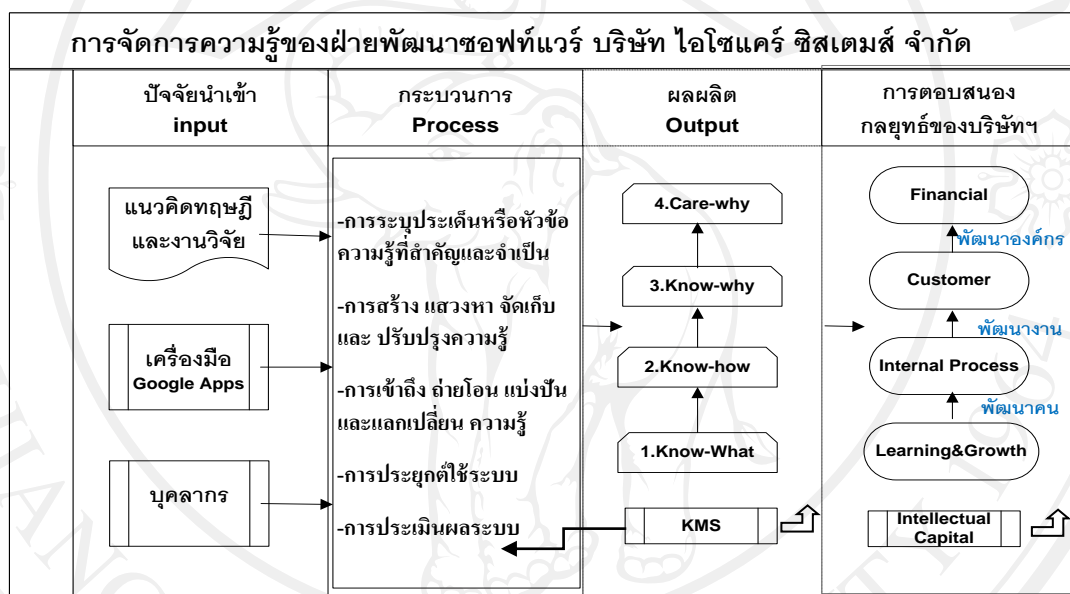 การจัดการความรู้ของฝ่ายพัฒนาซอฟท์แวร์ บริษัท ไอโซแคร์ ซิสเตมส์ จำกัด
ปัจจัยนำเข้า
input
กระบวนการ
Process
ผลผลิต
Output
การตอบสนอง
กลยุทธ์ของบริษัทฯ
แนวคิดทฤษฎี
และงานวิจัย
เครื่องมือ
Google Apps
บุคลากร
-การระบุประเด็นหรือหัวข้อ
ความรู้ที่สำคัญและจำเป็น
-การสร้าง แสวงหา จัดเก็บ
และ ปรับปรุงความรู้
-การเข้าถึง ถ่ายโอน แบ่งปัน
และแลกเปลี่ยน ความรู้
-การประยุกต์ใช้ระบบ
-การประเมินผลระบบ
4.Care-why
3.Know-why
2.Know-how
1.Know-What
KMS
Financial
พัฒนาองค์กร
Customer
พัฒนางาน
Internal Process
พัฒนาคน
Learning&Growth
Intellectual
Capital